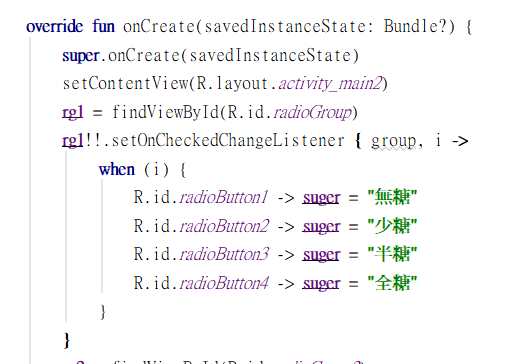 override fun onCreate(savedInstanceState: Bundle?) {
super.onCreate(savedInstanceState)
setContentView(R.layout.activity_main2)
rg1 = findViewById(R.id.radioGroup)
rg1!!.setOnCheckedChangeListener { group, i ->
when (i) {
R.id.radioButton1 -> suger = "無糖"
R.id.radioButton2 -> suger = "少糖"
R.id.radioButton3 -> suger = "半糖"
R.id.radioButton4 -> suger = "全糖"
}
}